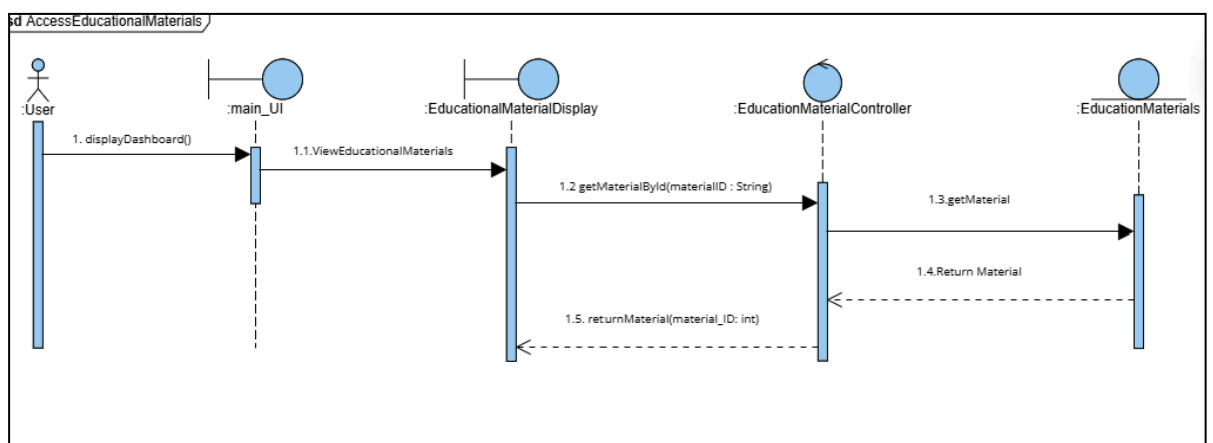 sd AccessEducationalMaterials
:User
:main_UI
:EducationalMaterialDisplay
:EducationMaterialController
:EducationMaterials
1. displayDashboard()
1.1.ViewEducationalMaterials
1.2 getMaterialById(materialID : String)
1.3.getMaterial
1.4.Return Material
1.5. returnMaterial(material_ID: int)